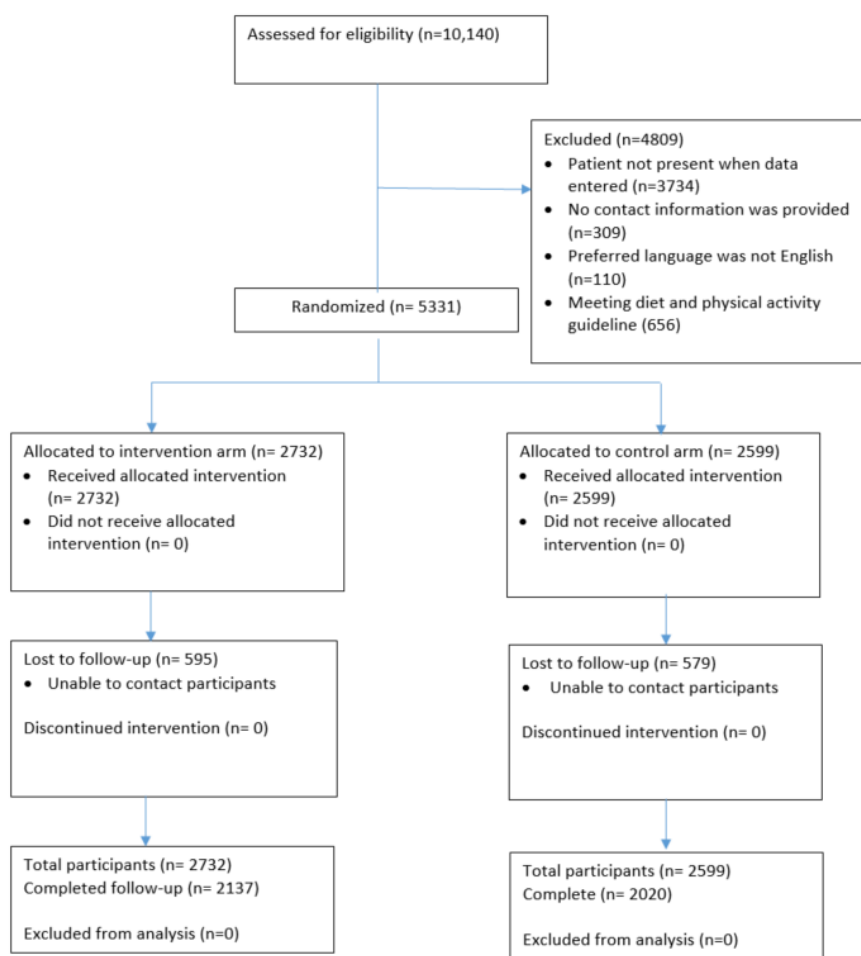 Assessed for eligibility (n=10,140)
Excluded (n=4809)
• Patient not present when data
entered (n=3734)
• No contact information was provided
(n=309)
• Preferred language was not English
(n=110)
• Meeting diet and physical activity
guideline (656)
Randomized (n= 5331)
Allocated to intervention arm (n= 2732)
• Received allocated intervention
(n= 2732)
• Did not receive allocated
intervention (n= 0)
Allocated to control arm (n= 2599)
• Received allocated intervention
(n= 2599)
• Did not receive allocated
intervention (n= 0)
Lost to follow-up (n= 595)
• Unable to contact participants
Discontinued intervention (n= 0)
Lost to follow-up (n= 579)
• Unable to contact participants
Discontinued intervention (n= 0)
Total participants (n= 2732)
Completed follow-up (n= 2137)
Excluded from analysis (n=0)
Total participants (n= 2599)
Complete (n= 2020)
Excluded from analysis (n=0)